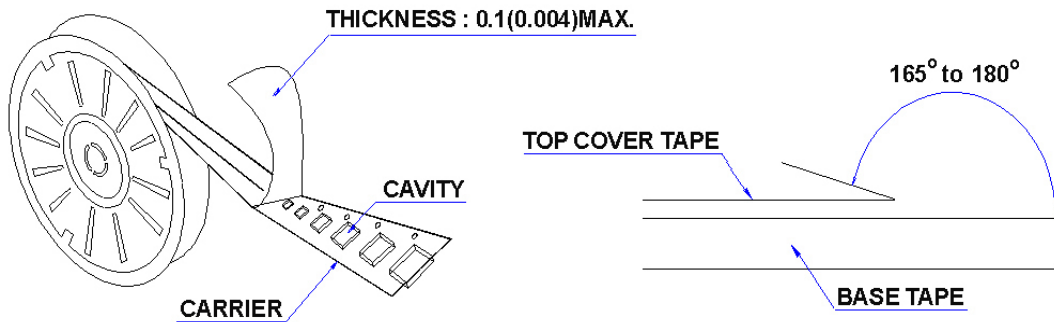 THICKNESS : 0.1(0.004)MAX.
CAVITY
CARRIER
165° to 180°
TOP COVER TAPE
BASE TAPE